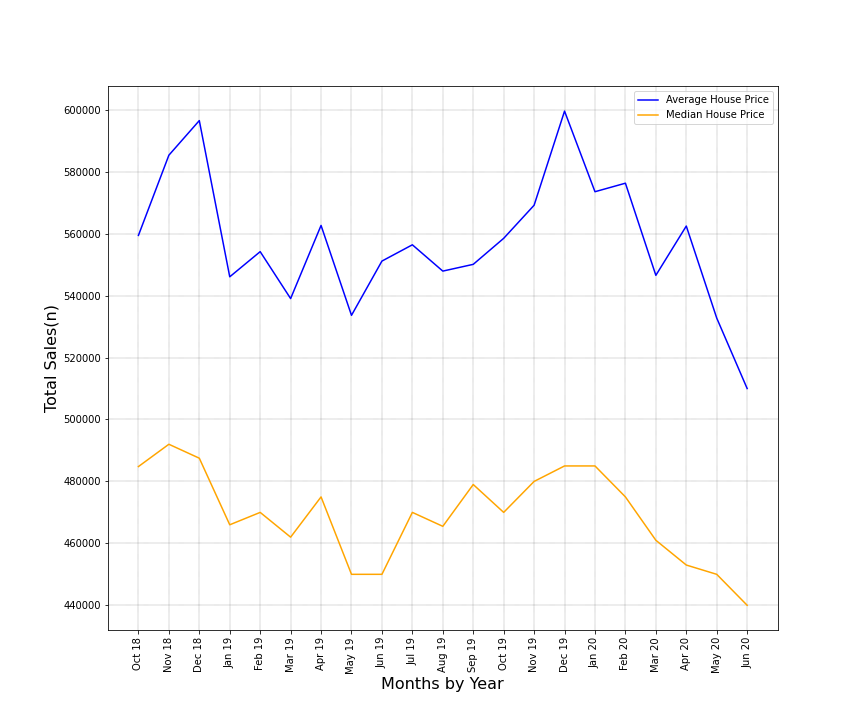 Average House Price
Median House Price
600000
580000
560000
540000
520000
500000
480000
460000
440000
Total Sales(n)
Oct 18
Nov 18
Dec 18
Jan 19
Feb 19
Mar 19
Apr 19
May 19
Jun 19
Jul 19
Aug 19
Sep 19
Oct 19
Nov 19
Dec 19
Jan 20
Feb 20
Mar 20
Apr 20
May 20
Jun 20
Months by Year